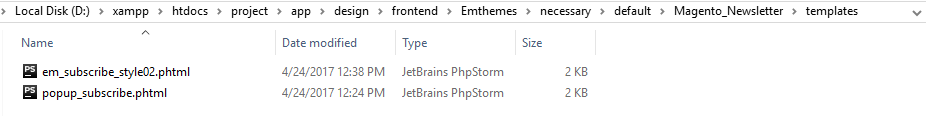 Local Disk (D:) > xampp > htdocs > project > app > design > frontend > Emthemes > necessary > default > Magento_Newsletter > templates
Name Date modified Type Size
PS em_subscribe_style02.phtml 4/24/2017 12:38 PM JetBrains PhpStorm 2 KB
PS popup_subscribe.phtml 4/24/2017 12:24 PM JetBrains PhpStorm 2 KB